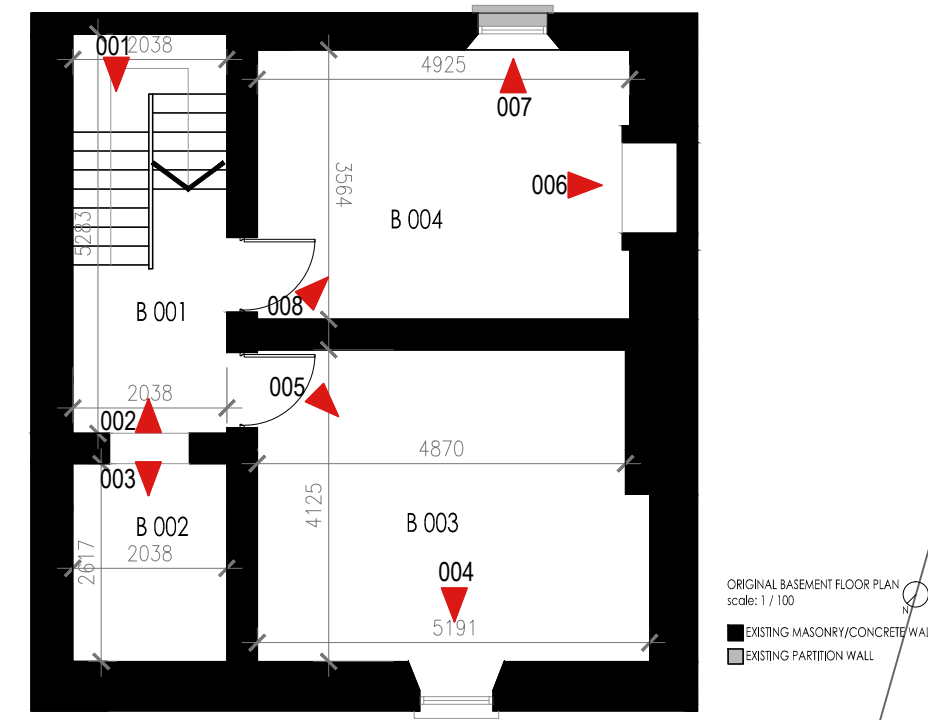 001
2038
4925
007
3564
006
B 004
5283
008
B 001
005
2038
002
4870
003
4125
B 003
B 002
2038
2617
004
5191
ORIGINAL BASEMENT FLOOR PLAN
scale: 1 / 100
N
EXISTING MASONRY/CONCRETE WAL
EXISTING PARTITION WALL